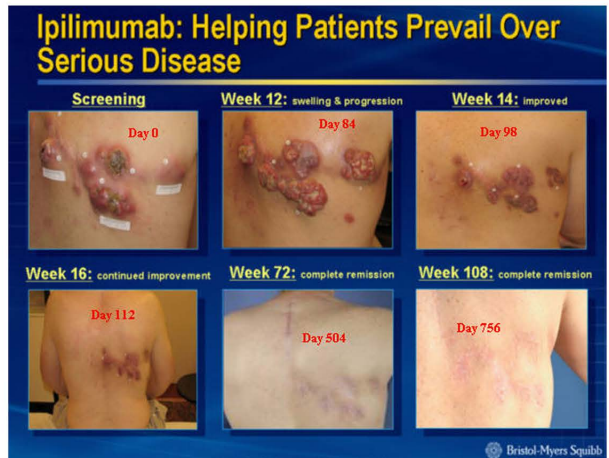 Ipilimumab: Helping Patients Prevail Over
Serious Disease
Screening
Day 0
Week 12: swelling & progression
Day 84
Week 14: improved
Day 98
Week 16: continued improvement
Day 112
Week 72: complete remission
Day 504
Week 108: complete remission
Day 756
Bristol-Myers Squibb